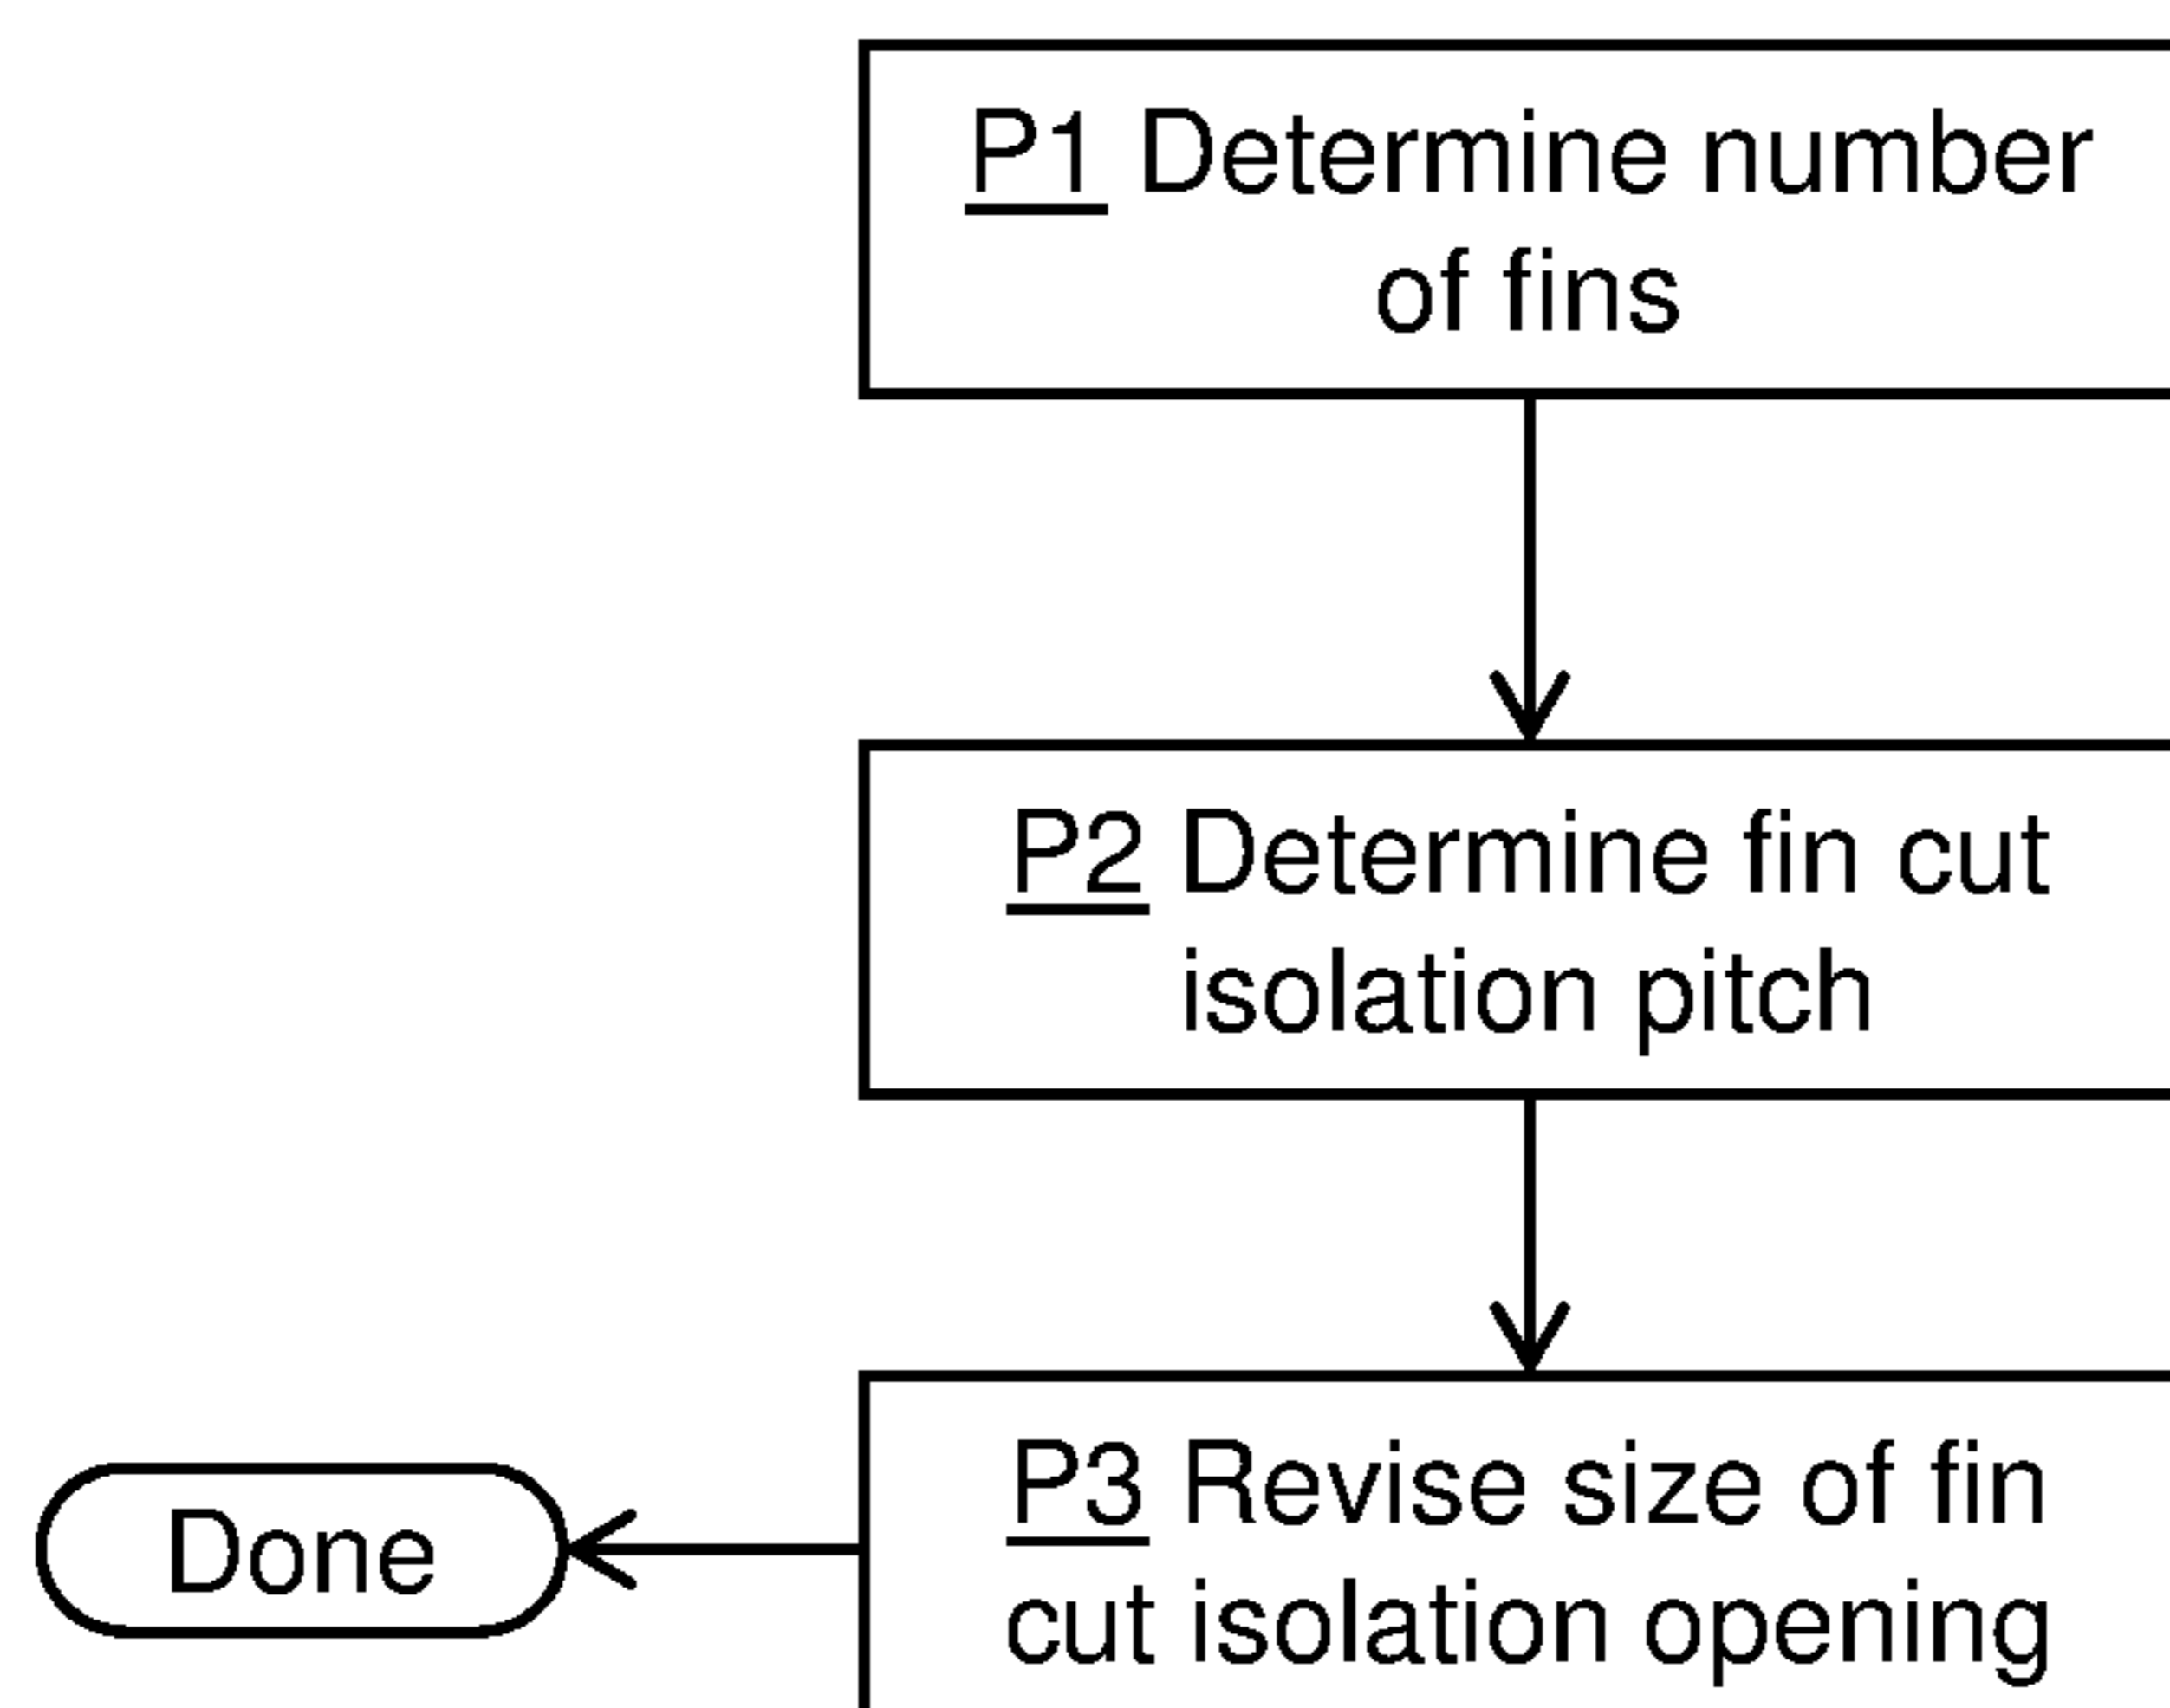 P1 Determine number
of fins
P2 Determine fin cut
isolation pitch
P3 Revise size of fin
cut isolation opening
Done